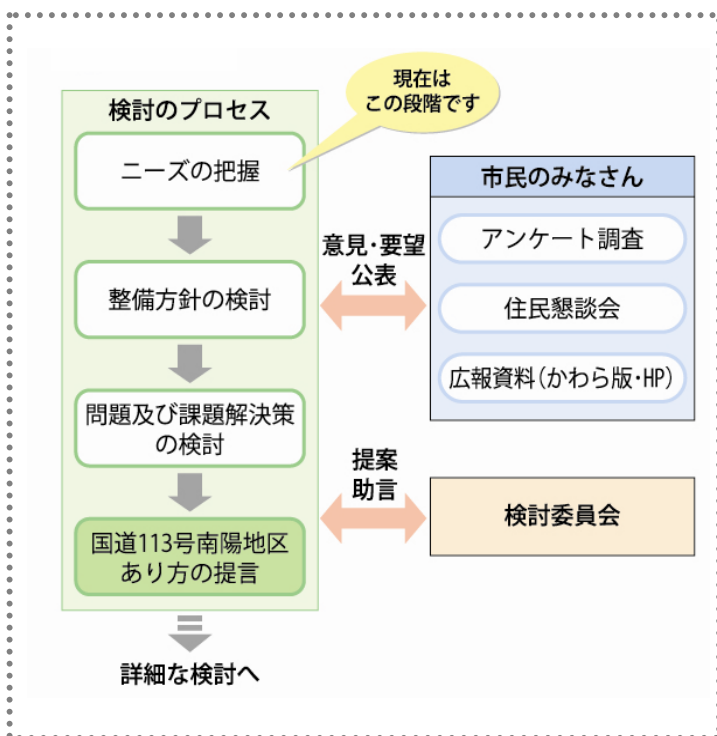 現在は
この段階です
検討のプロセス
ニーズの把握
整備方針の検討
問題及び課題解決策
の検討
国道113号南陽地区
あり方の提言
詳細な検討へ
意見・要望
公表
提案
助言
市民のみなさん
アンケート調査
住民懇談会
広報資料(かわら版・HP)
検討委員会